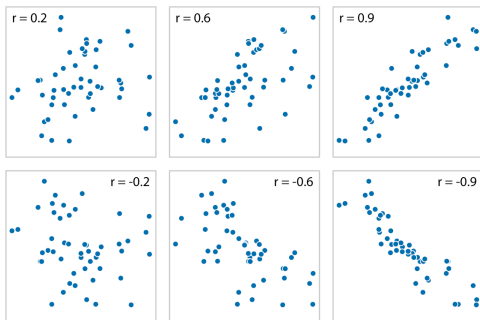 r = 0.2
r = 0.6
r = 0.9
r = -0.2
r = -0.6
r = -0.9